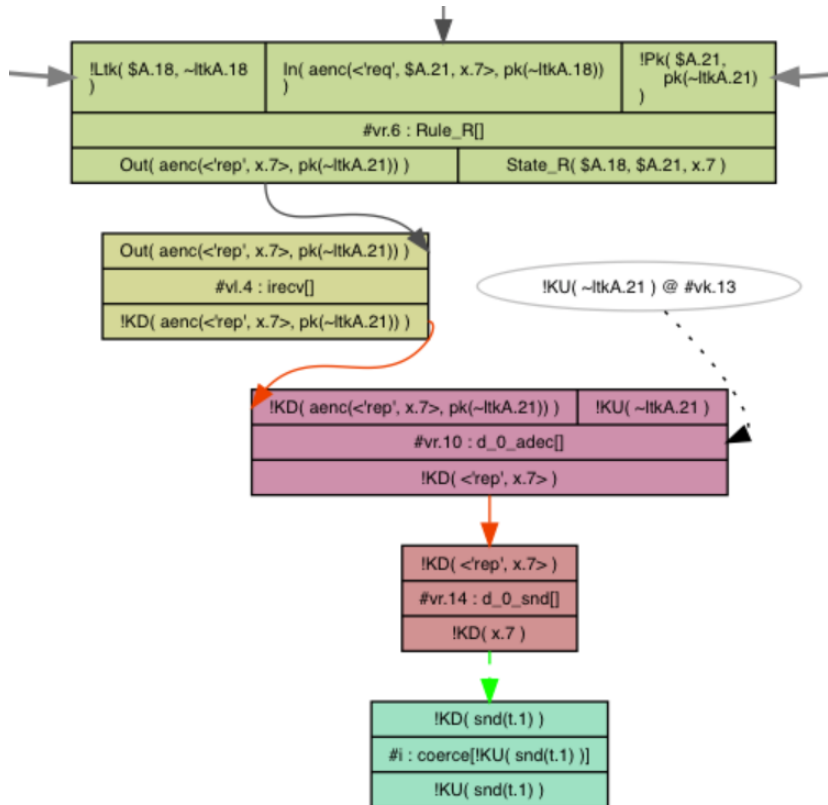 !Ltk( $A.18, ~ltkA.18
)
In( aenc(<'req', $A.21, x.7>, pk(~ltkA.18))
)
!Pk( $A.21,
pk(~ltkA.21)
)
#vr.6 : Rule_R[]
Out( aenc(<'rep', x.7>, pk(~ltkA.21)) )
State_R( $A.18, $A.21, x.7 )
Out( aenc(<'rep', x.7>, pk(~ltkA.21)) )
#vl.4 : irecv[]
!KD( aenc(<'rep', x.7>, pk(~ltkA.21)) )
!KU( ~ltkA.21 ) @ #vk.13
!KD( aenc(<'rep', x.7>, pk(~ltkA.21)) )
!KU( ~ltkA.21 )
#vr.10 : d_0_adec[]
!KD( <'rep', x.7> )
!KD( <'rep', x.7> )
#vr.14 : d_0_snd[]
!KD( x.7 )
!KD( snd(t.1) )
#i : coerce[!KU( snd(t.1) )]
!KU( snd(t.1) )